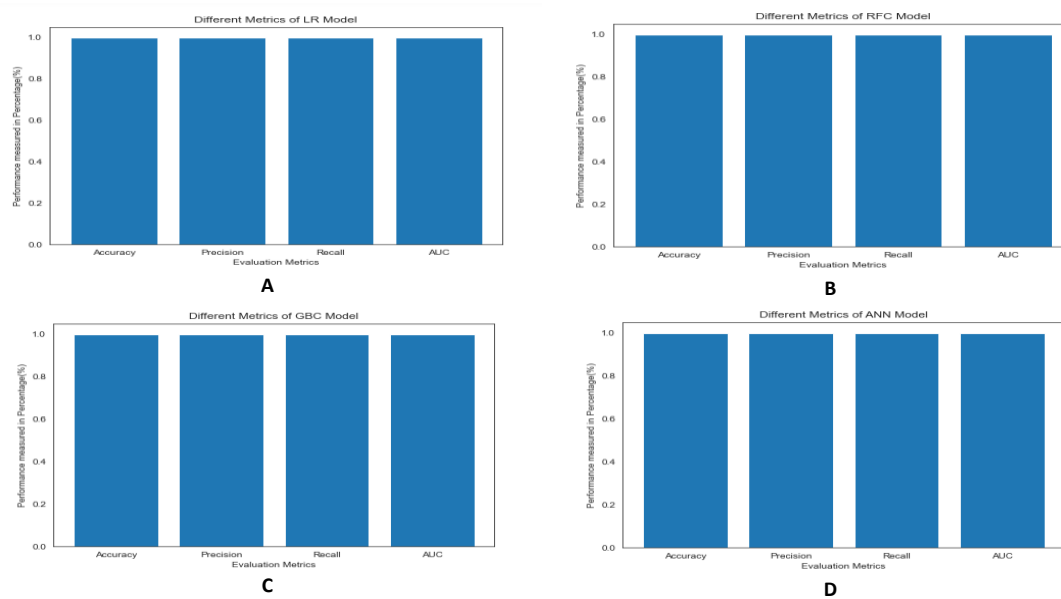 Different Metrics of LR Model
Performance measured in Percentage(%)
1.0
0.8
0.6
0.4
0.2
0.0
Accuracy Precision Recall AUC
Evaluation Metrics
A
Different Metrics of RFC Model
Performance measured in Percentage(%)
1.0
0.8
0.6
0.4
0.2
0.0
Accuracy Precision Recall AUC
Evaluation Metrics
B
Different Metrics of GBC Model
Performance measured in Percentage(%)
1.0
0.8
0.6
0.4
0.2
0.0
Accuracy Precision Recall AUC
Evaluation Metrics
C
Different Metrics of ANN Model
Performance measured in Percentage(%)
1.0
0.8
0.6
0.4
0.2
0.0
Accuracy Precision Recall AUC
Evaluation Metrics
D